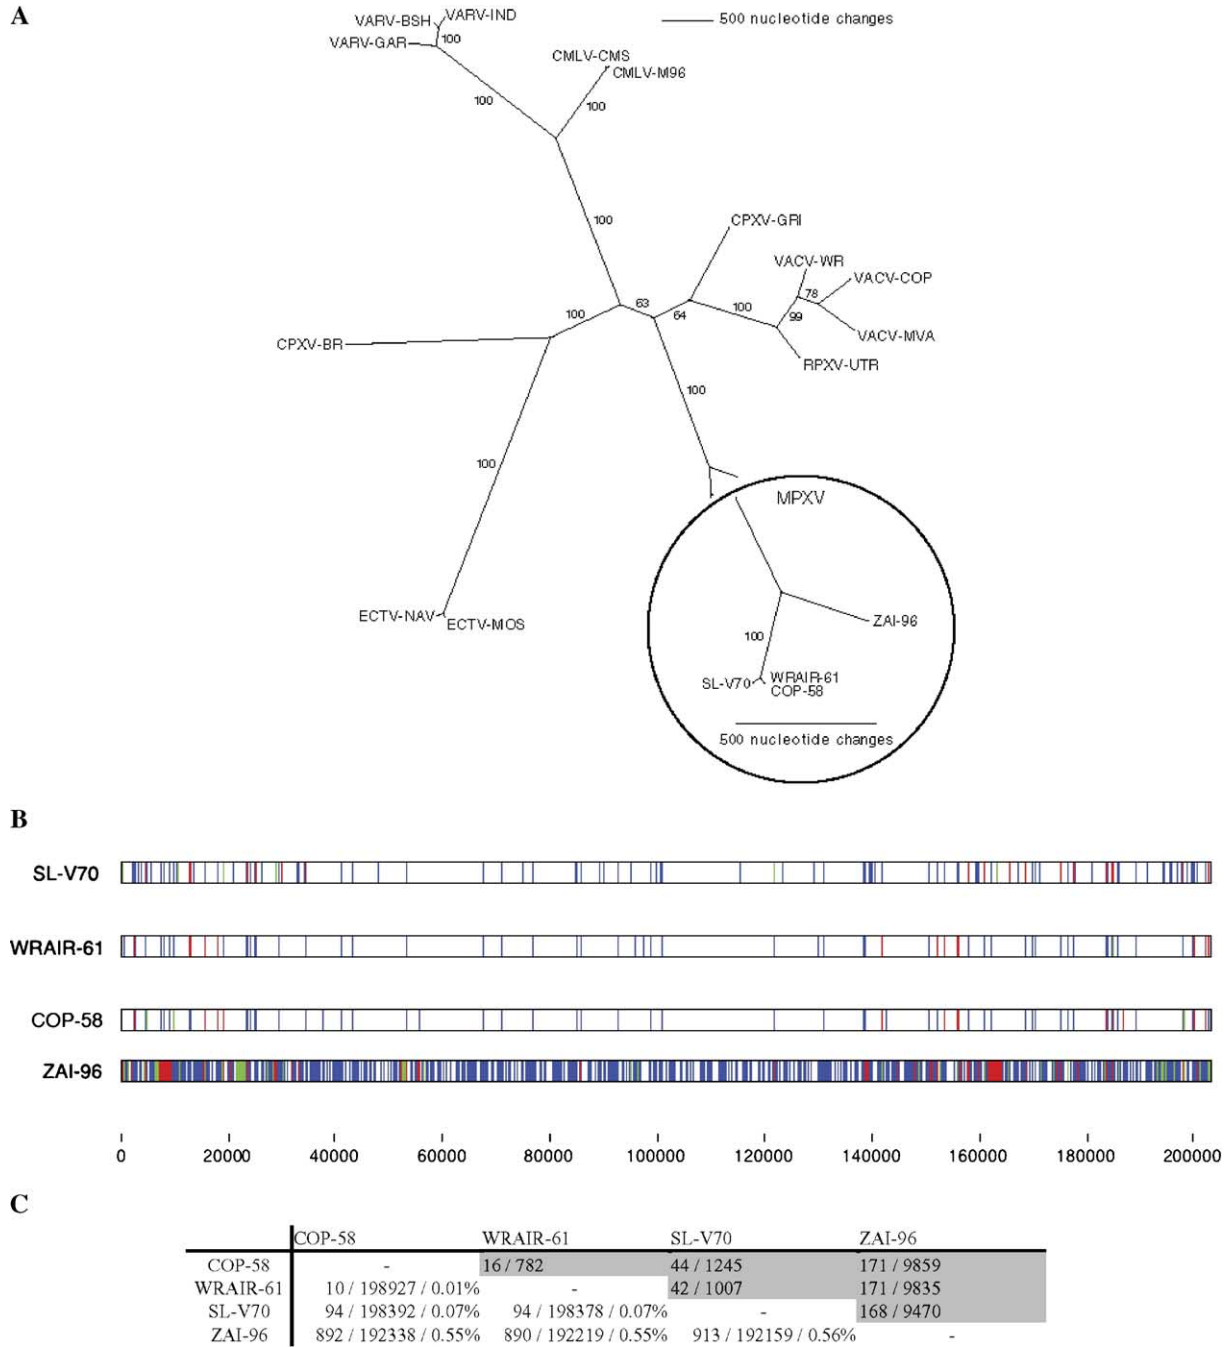 A
VARV-BSH
VARV-IND
VARV-GAR
100
500 nucleotide changes
CMLV-CMS
CMLV-M96
100
100
100
CPXV-GRI
VACV-WR
VACV-COP
78
99
100
VACV-MVA
RPXV-UTR
63
64
100
CPXV-BR
100
100
MPXV
ECTV-NAV
ECTV-MOS
ZAI-96
100
SL-V70
WRAIR-61
COP-58
500 nucleotide changes
B
SL-V70
WRAIR-61
COP-58
ZAI-96
0 20000 40000 60000 80000 100000 120000 140000 160000 180000 200000
C
COP-58 WRAIR-61 SL-V70 ZAI-96
COP-58 - 16 / 782 44 / 1245 171 / 9859
WRAIR-61 10 / 198927 / 0.01% - 42 / 1007 171 / 9835
SL-V70 94 / 198392 / 0.07% 94 / 198378 / 0.07% - 168 / 9470
ZAI-96 892 / 192338 / 0.55% 890 / 192219 / 0.55% 913 / 192159 / 0.56% -